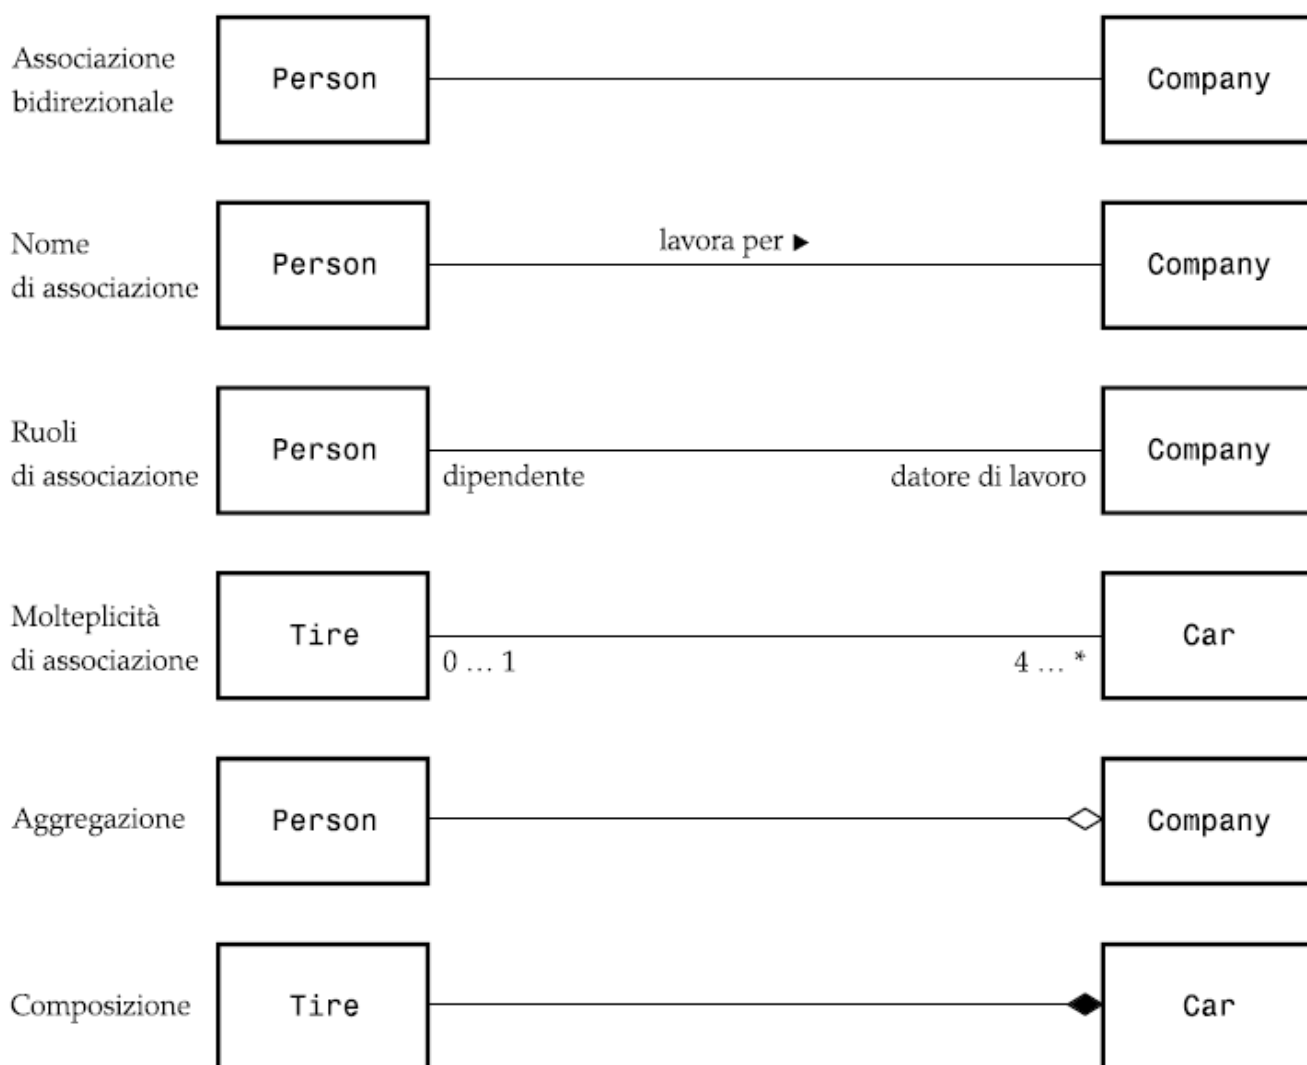 Associazione
bidirezionale
Person
Company
Nome
di associazione
Person
lavora per ▶
Company
Ruoli
di associazione
Person
dipendente
datore di lavoro
Company
Molteplicità
di associazione
Tire
0 ... 1
4 ... *
Car
Aggregazione
Person
Company
Composizione
Tire
Car